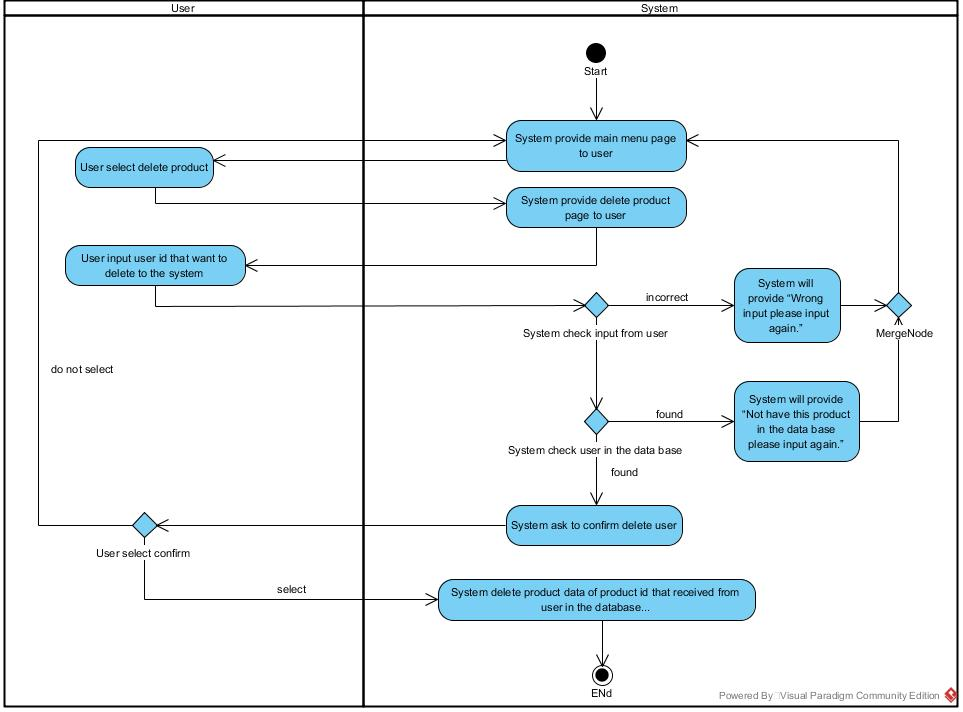 User
System
Start
System provide main menu page
to user
User select delete product
System provide delete product
page to user
User input user id that want to
delete to the system
incorrect
System will
provide “Wrong
input please input
again.”
System check input from user
MergeNode
do not select
found
System will provide
“Not have this product
in the data base
please input again.”
System check user in the data base
found
System ask to confirm delete user
User select confirm
select
System delete product data of product id that received from
user in the database...
ENd
Powered By Visual Paradigm Community Edition